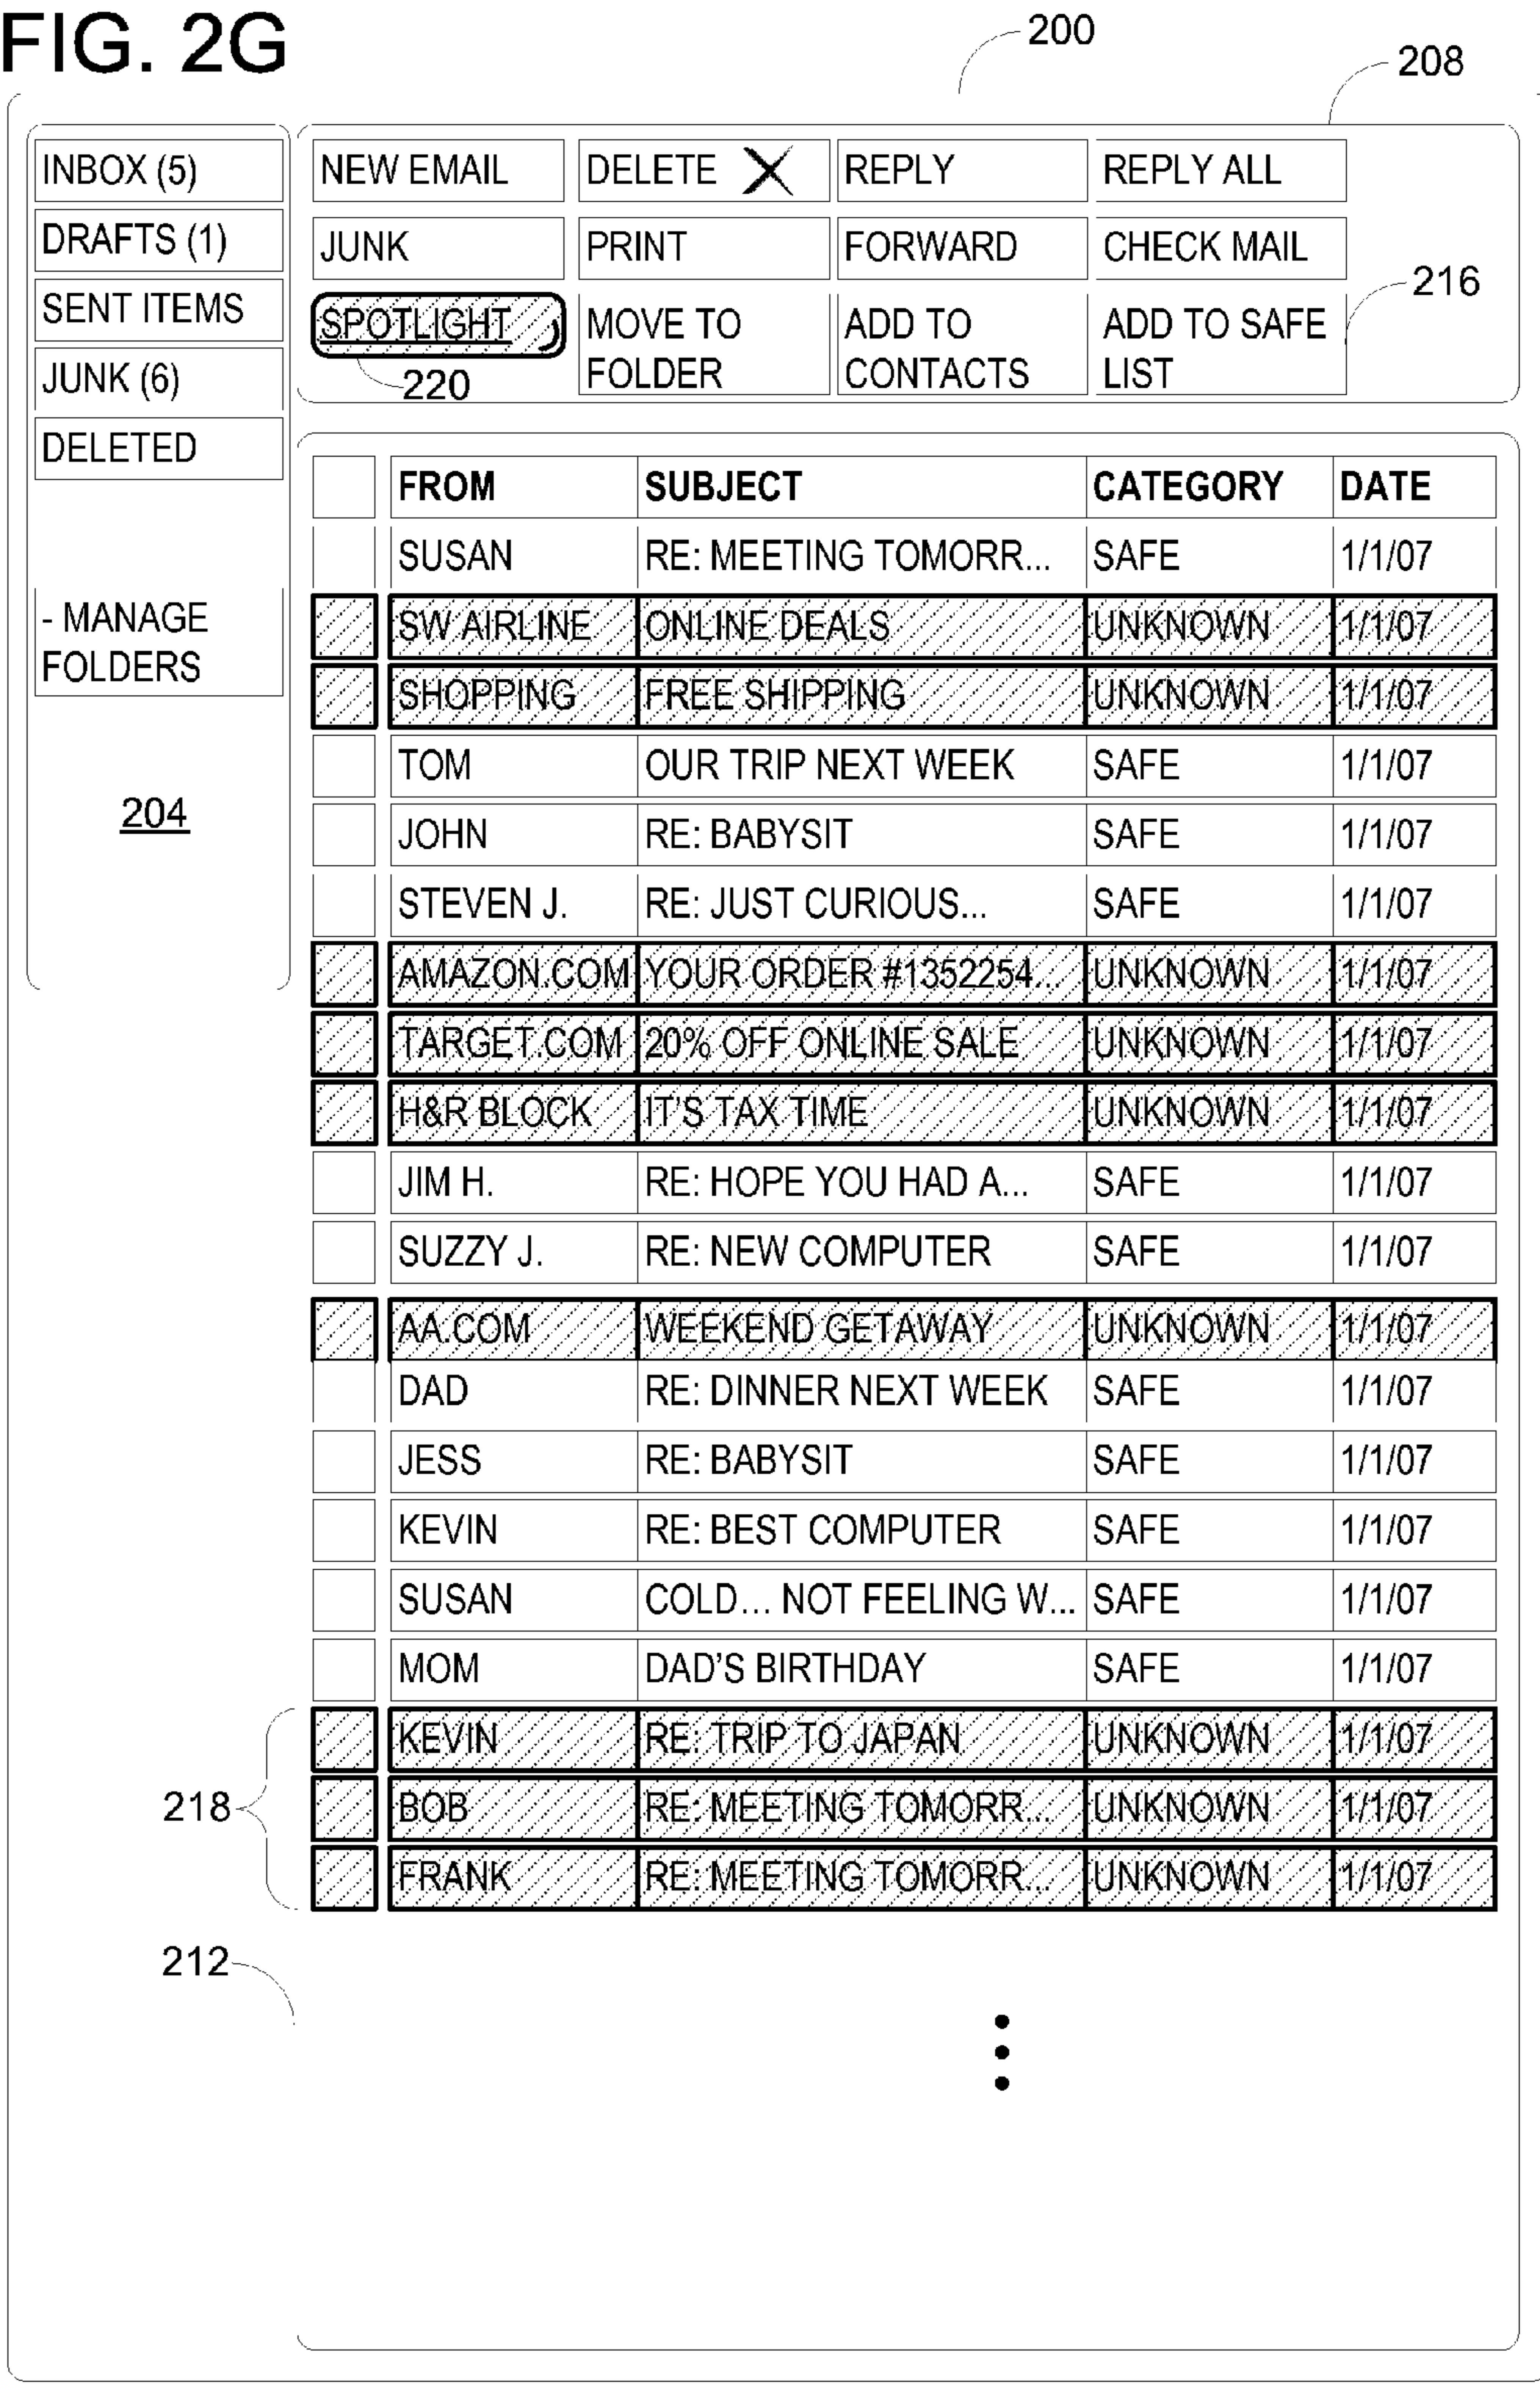 FIG. 2G
200
208
INBOX (5)
DRAFTS (1)
SENT ITEMS
JUNK (6)
DELETED
- MANAGE
FOLDERS
204
NEW EMAIL DELETE REPLY REPLY ALL
JUNK PRINT FORWARD CHECK MAIL
216
SPOTLIGHT MOVE TO FOLDER ADD TO CONTACTS ADD TO SAFE LIST
220
FROM SUBJECT CATEGORY DATE
SUSAN RE: MEETING TOMORR... SAFE 1/1/07
SW AIRLINE ONLINE DEALS UNKNOWN 1/1/07
SHOPPING FREE SHIPPING UNKNOWN 1/1/07
TOM OUR TRIP NEXT WEEK SAFE 1/1/07
JOHN RE: BABYSIT SAFE 1/1/07
STEVEN J. RE: JUST CURIOUS... SAFE 1/1/07
AMAZON.COM YOUR ORDER #1352254... UNKNOWN 1/1/07
TARGET.COM 20% OFF ONLINE SALE UNKNOWN 1/1/07
H&R BLOCK IT'S TAX TIME UNKNOWN 1/1/07
JIM H. RE: HOPE YOU HAD A... SAFE 1/1/07
SUZZY J. RE: NEW COMPUTER SAFE 1/1/07
AA.COM WEEKEND GETAWAY UNKNOWN 1/1/07
DAD RE: DINNER NEXT WEEK SAFE 1/1/07
JESS RE: BABYSIT SAFE 1/1/07
KEVIN RE: BEST COMPUTER SAFE 1/1/07
SUSAN COLD... NOT FEELING W... SAFE 1/1/07
MOM DAD'S BIRTHDAY SAFE 1/1/07
KEVIN RE: TRIP TO JAPAN UNKNOWN 1/1/07
218 BOB RE: MEETING TOMORR... UNKNOWN 1/1/07
FRANK RE: MEETING TOMORR... UNKNOWN 1/1/07
212